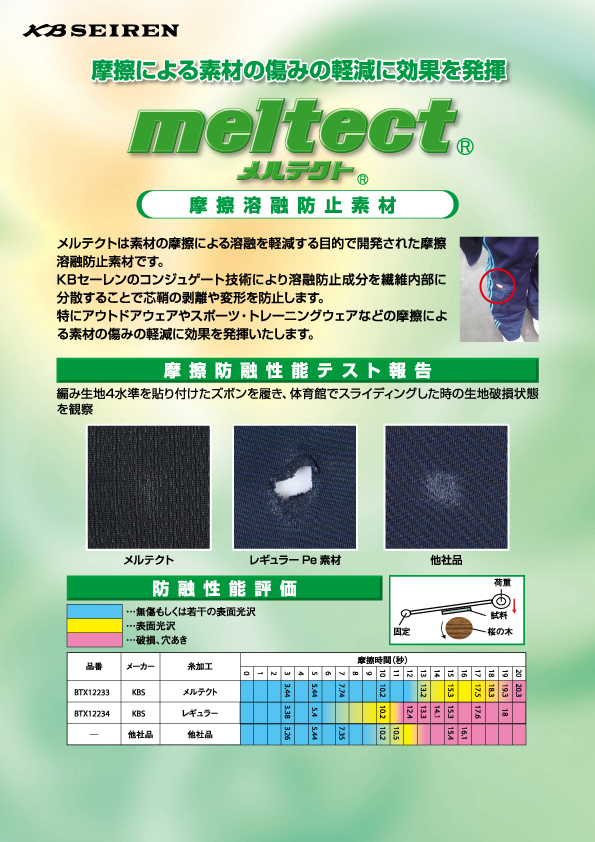 KB SEIREN
摩擦による素材の傷みの軽減に効果を発揮
meltect®
メルテクト®
摩擦溶融防止素材
メルテクトは素材の摩擦による溶融を軽減する目的で開発された摩擦
溶融防止素材です。
KBセーレンのコンジュゲート技術により溶融防止成分を繊維内部に
分散することで芯鞘の剥離や変形を防止します。
特にアウトドアウェアやスポーツ・トレーニングウェアなどの摩擦によ
る素材の傷みの軽減に効果を発揮いたします。
摩擦防融性能テスト報告
編み生地4水準を貼り付けたズボンを履き、体育館でスライディングした時の生地破損状態
を観察
メルテクト レギュラー Pe 素材 他社品
防融性能評価
…無傷もしくは若干の表面光沢
…表面光沢
…破損、穴あき
荷重
試料
固定 桜の木
品番 メーカー 糸加工 摩擦時間（秒）
0 1 2 3 4 5 6 7 8 9 10 11 12 13 14 15 16 17 18 19 20
BTX12233 KBS メルテクト 3.44 5.44 7.74 10.2 13.2 15.3 17.5 18.3 19.3 20.3
BTX12234 KBS レギュラー 3.38 5.4 10.2 12.4 13.3 14.1 15.3 17.6 18
— 他社品 他社品 3.26 5.44 7.35 10.2 10.5 15.4 16.1